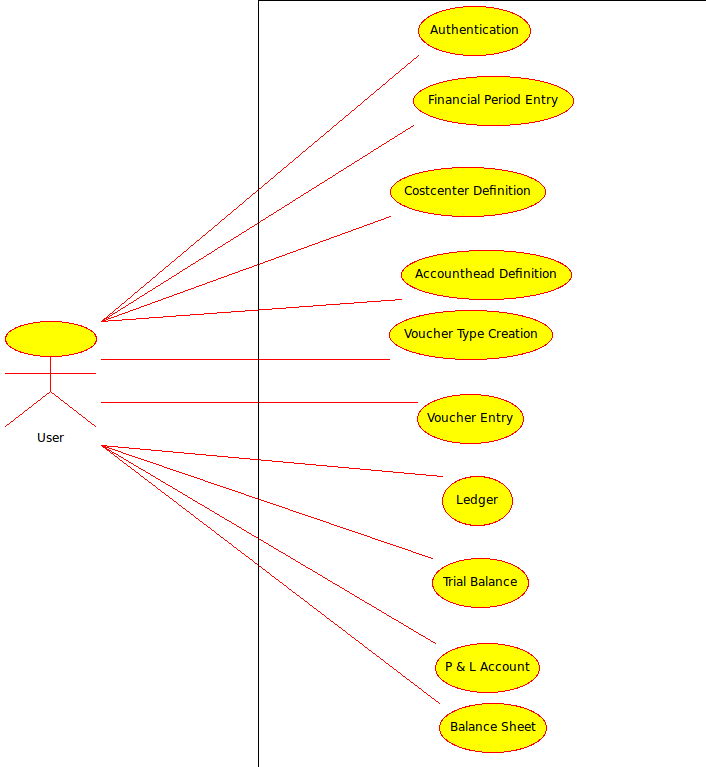 Authentication
Financial Period Entry
Costcenter Definition
Accounthead Definition
Voucher Type Creation
Voucher Entry
User
Ledger
Trial Balance
P & L Account
Balance Sheet